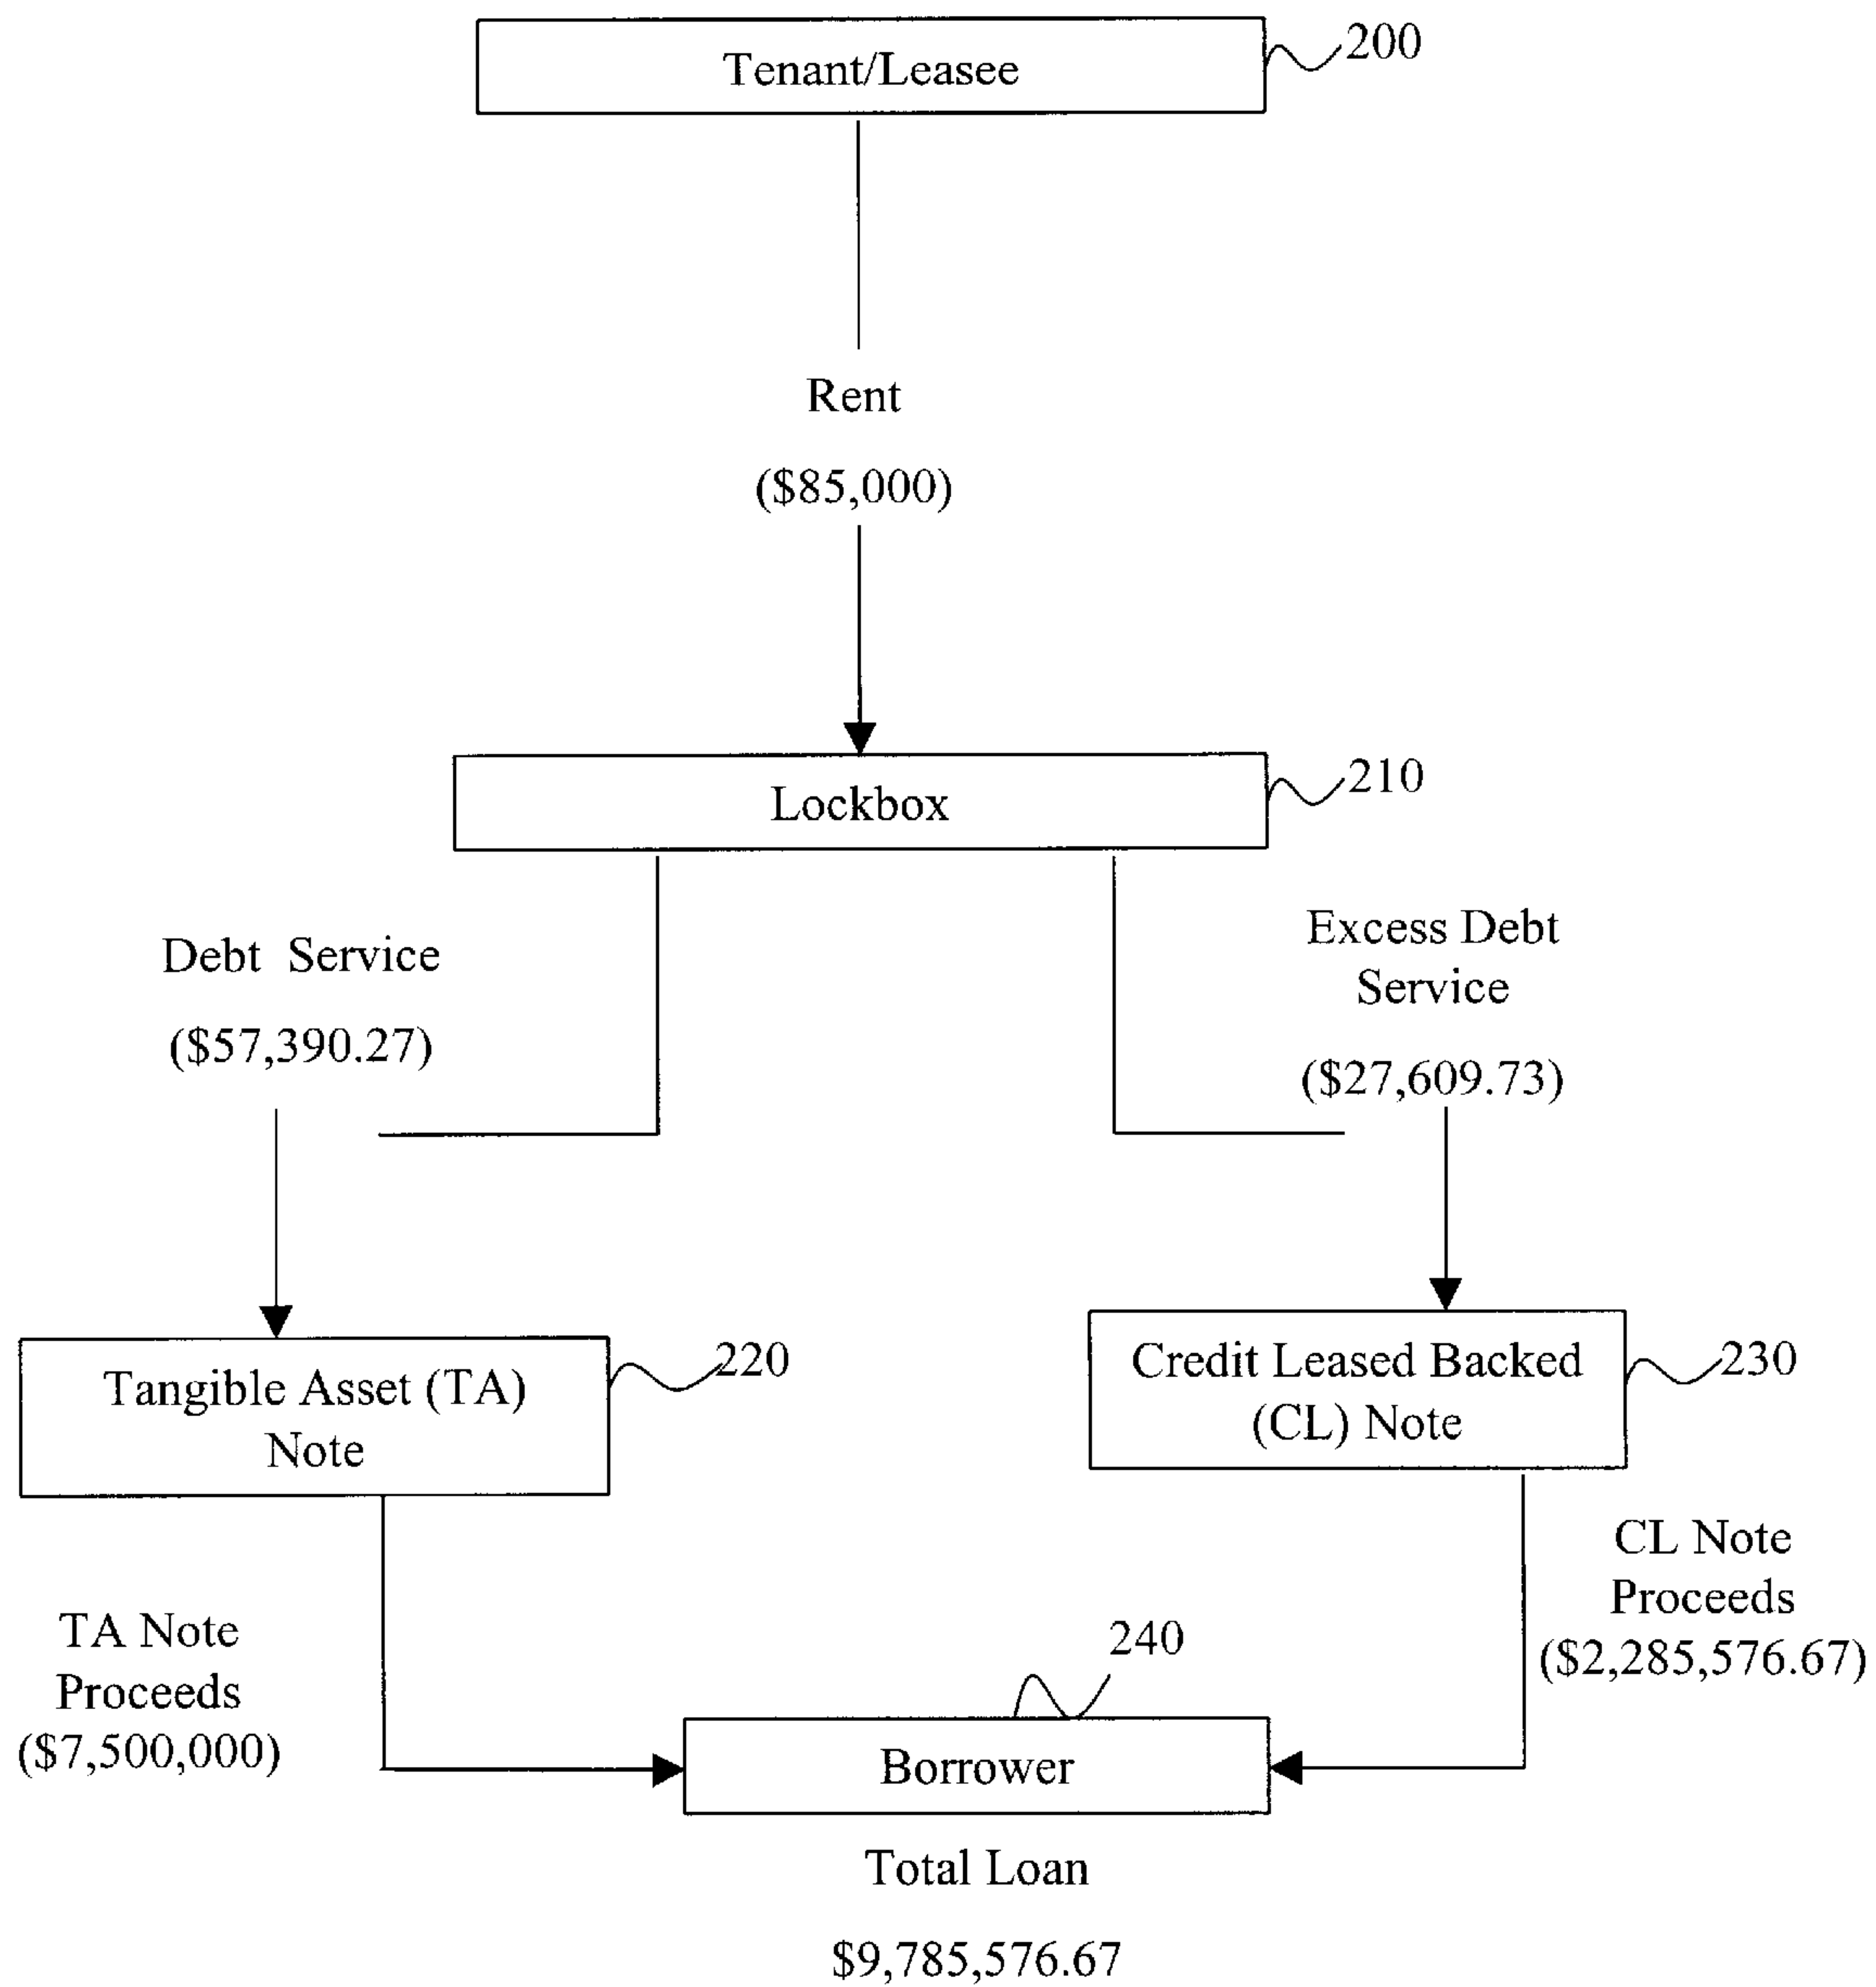 Tenant/Leasee
200
Rent
($85,000)
Lockbox
210
Debt Service
($57,390.27)
Excess Debt
Service
($27,609.73)
Tangible Asset (TA)
Note
220
Credit Leased Backed
(CL) Note
230
TA Note
Proceeds
($7,500,000)
CL Note
Proceeds
($2,285,576.67)
240
Borrower
Total Loan
$9,785,576.67